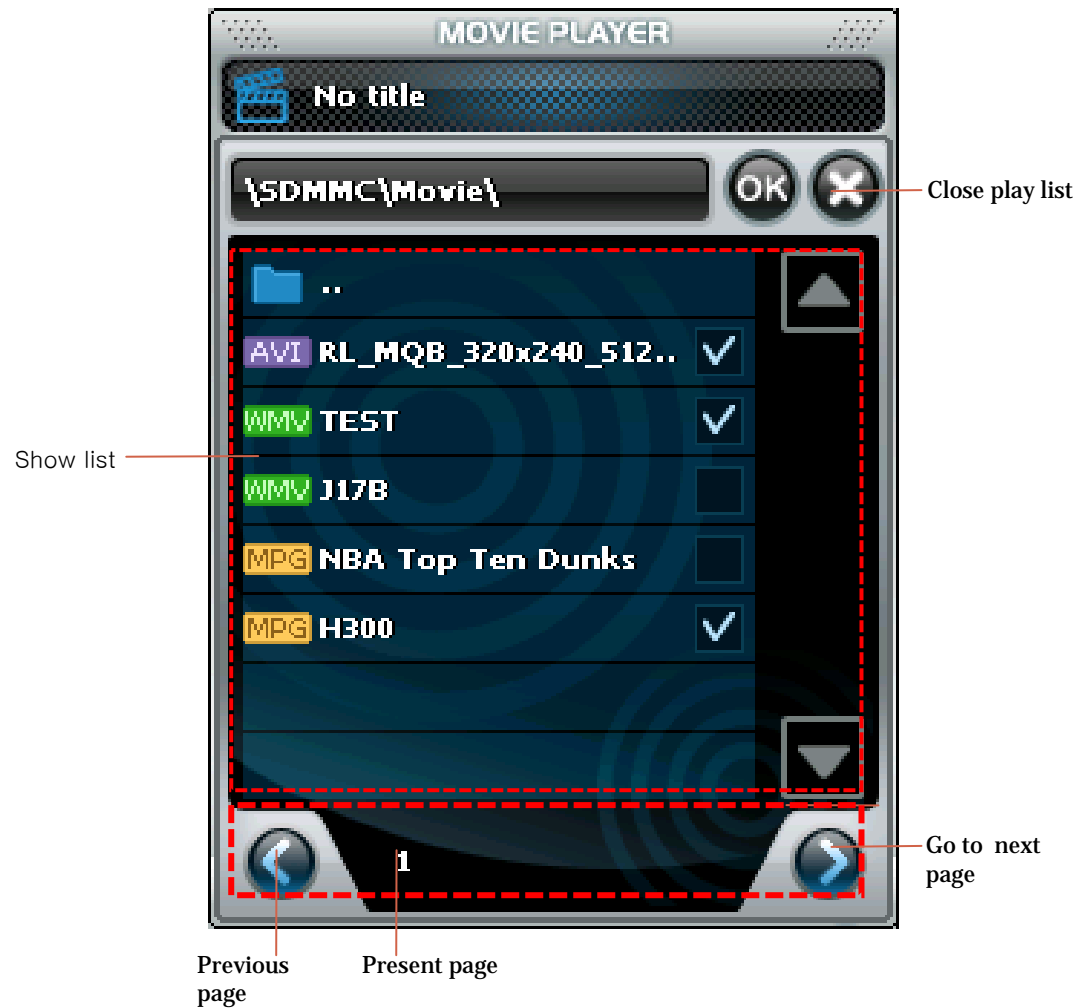 MOVIE PLAYER
No title
\SDMMC\Movie\
OK
Close play list
..
AVI RL_MQB_320x240_512..
WMV TEST
Show list
WMV J17B
MPG NBA Top Ten Dunks
MPG H300
1
Go to next
page
Previous
page
Present page